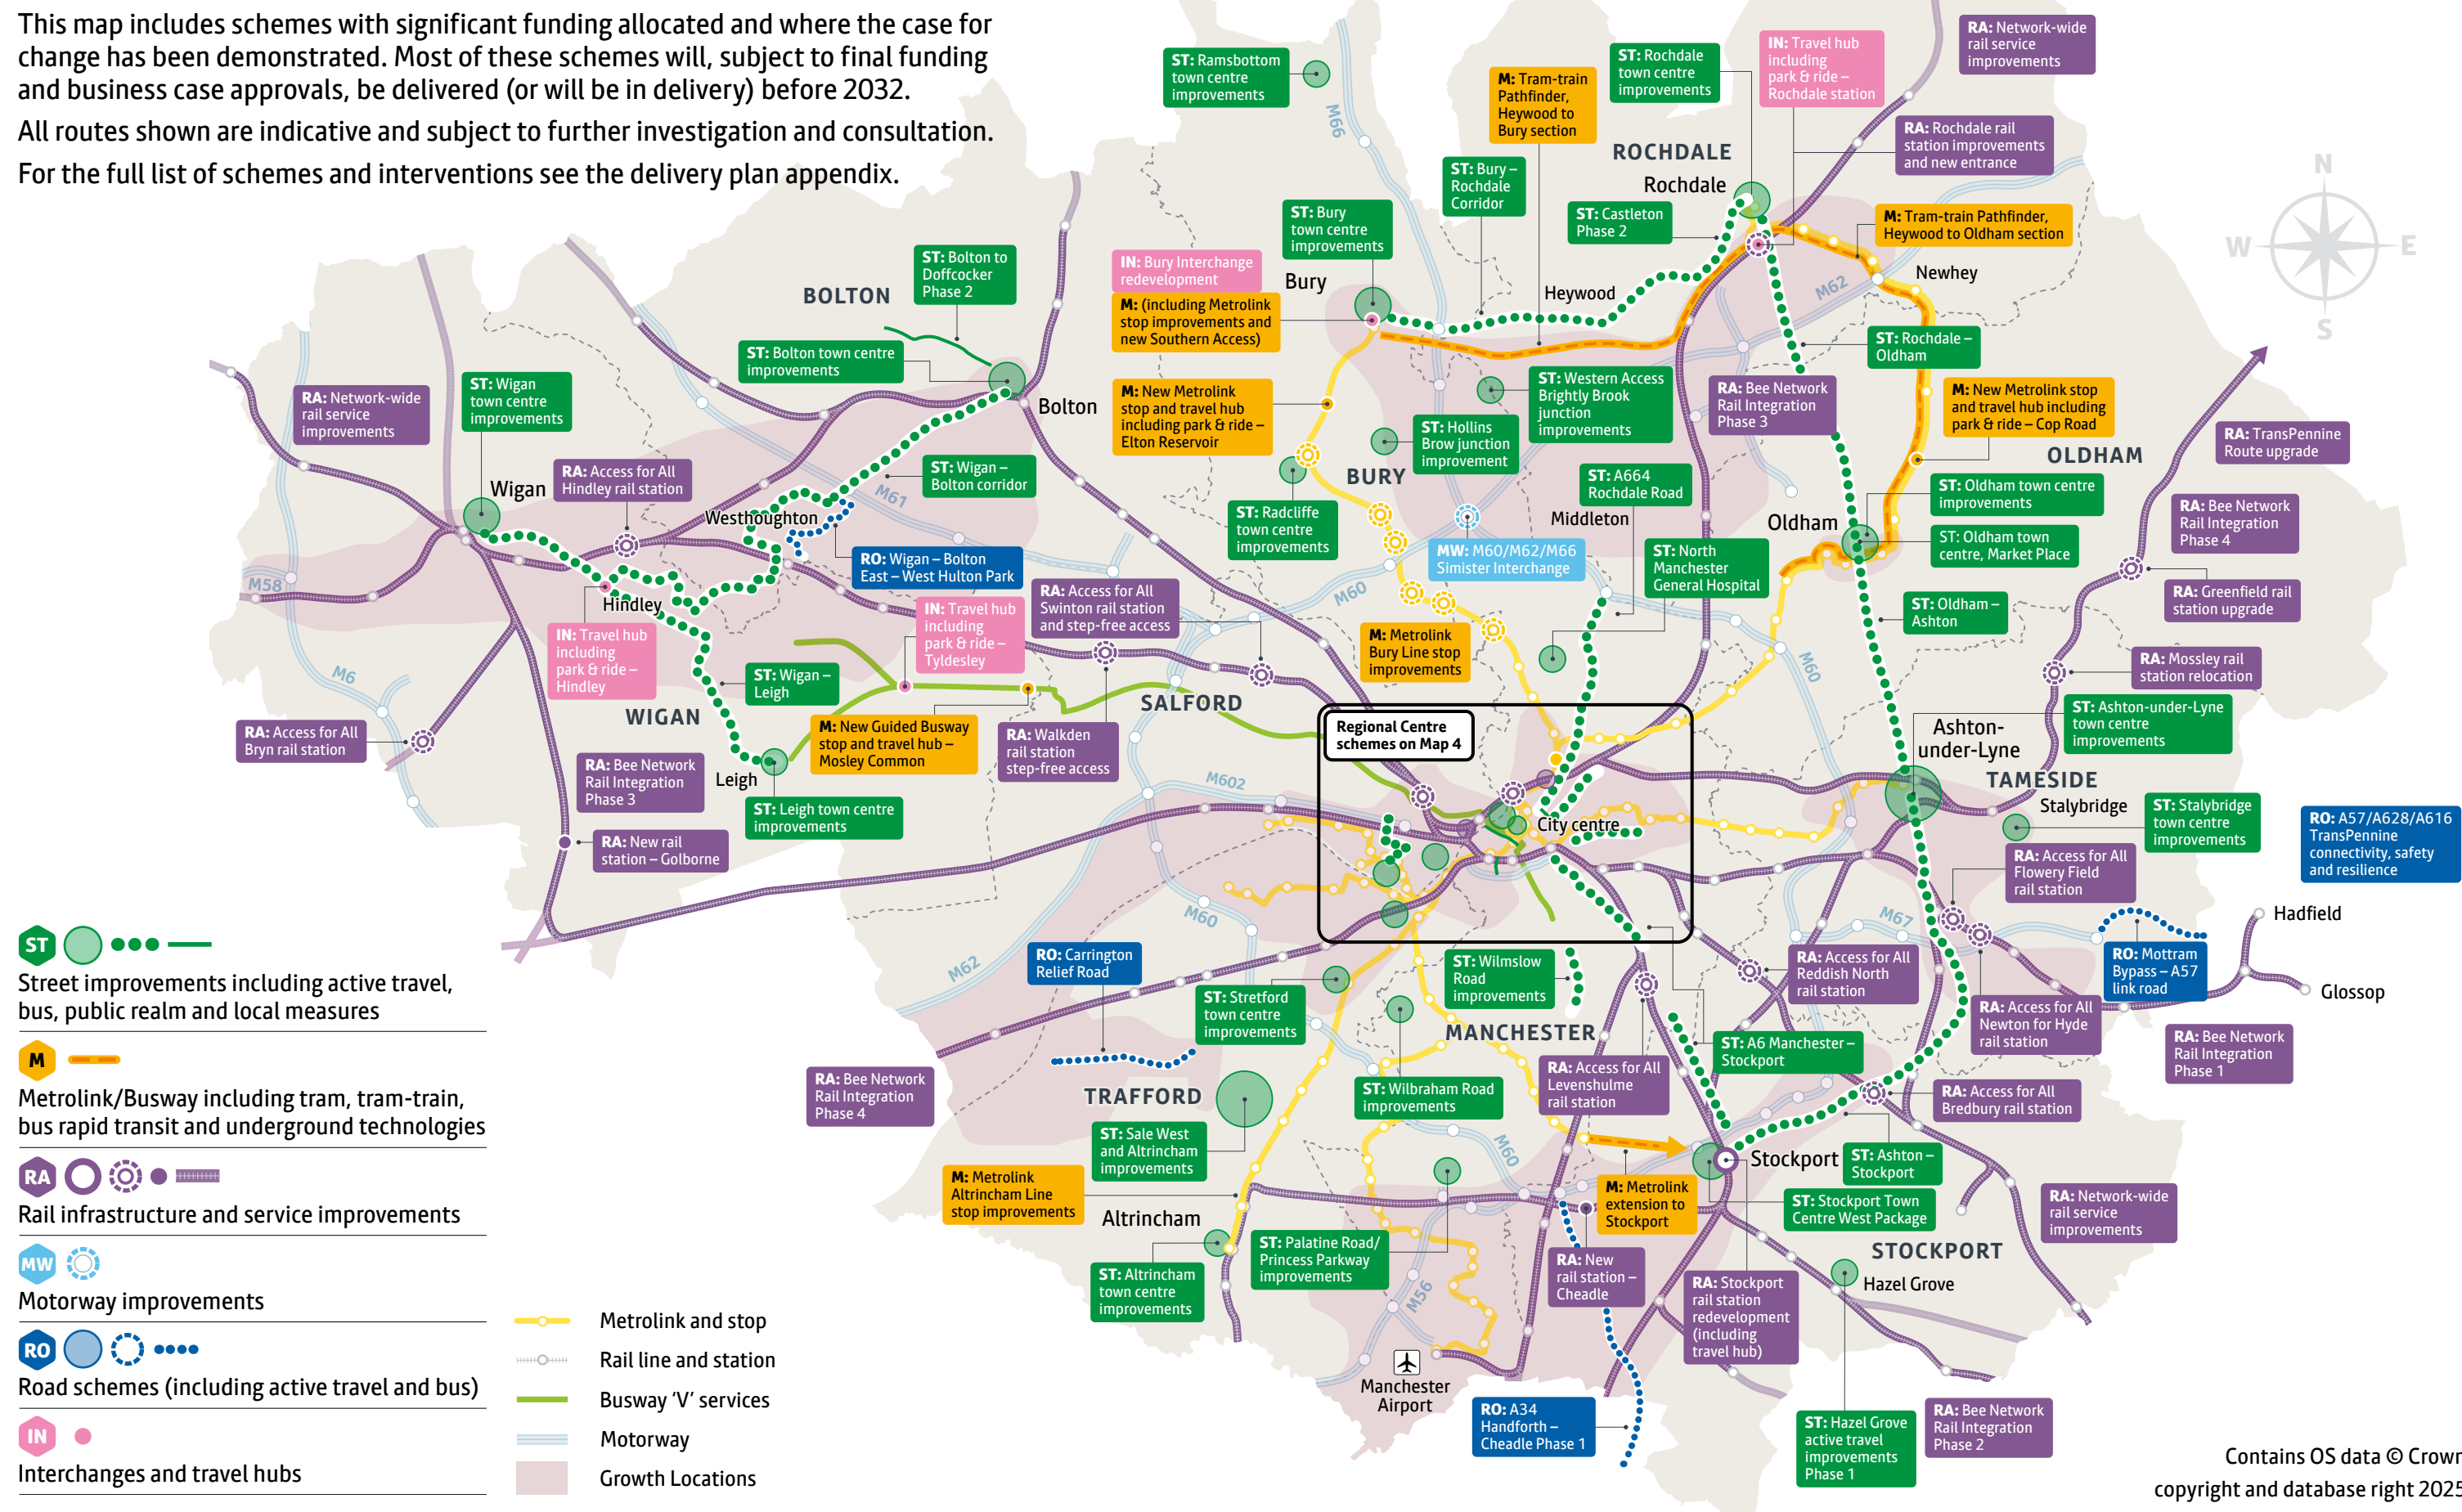 This map includes schemes with significant funding allocated and where the case for
change has been demonstrated. Most of these schemes will, subject to final funding
and business case approvals, be delivered (or will be in delivery) before 2032.
All routes shown are indicative and subject to further investigation and consultation.
For the full list of schemes and interventions see the delivery plan appendix.
ST: Ramsbottom
town centre
improvements
M66
M: Tram-train
Pathfinder,
Heywood to
Bury section
ST: Rochdale
town centre
improvements
IN: Travel hub
including
park & ride –
Rochdale station
RA: Network-wide
rail service
improvements
RA: Rochdale rail
station improvements
and new entrance
ROCHDALE
Rochdale
ST: Bury –
Rochdale
Corridor
ST: Castleton
Phase 2
M: Tram-train Pathfinder,
Heywood to Oldham section
ST: Bury
town centre
improvements
IN: Bury Interchange
redevelopment
M: (including Metrolink
stop improvements and
new Southern Access)
Bury
Heywood
Newhey
M62
N
W
E
S
ST: Bolton to
Doffcocker
Phase 2
BOLTON
ST: Bolton town centre
improvements
Bolton
ST: Rochdale –
Oldham
M: New Metrolink
stop and travel hub
including park & ride –
Elton Reservoir
ST: Western Access
Brightly Brook
junction
improvements
RA: Bee Network
Rail Integration
Phase 3
M: New Metrolink stop
and travel hub including
park & ride – Cop Road
RA: Network-wide
rail service
improvements
ST: Wigan
town centre
improvements
ST: Hollins
Brow junction
improvement
OLDHAM
RA: TransPennine
Route upgrade
RA: Access for All
Hindley rail station
ST: Wigan –
Bolton corridor
BURY
ST: A664
Rochdale Road
ST: Oldham town centre
improvements
Wigan
M61
Westhoughton
ST: Radcliffe
town centre
improvements
Middleton
Oldham
ST: Oldham town
centre, Market Place
RA: Bee Network
Rail Integration
Phase 4
RO: Wigan – Bolton
East – West Hulton Park
MW: M60/M62/M66
Simister Interchange
ST: North
Manchester
General Hospital
M58
Hindley
RA: Access for All
Swinton rail station
and step-free access
M60
RA: Greenfield rail
station upgrade
ST: Oldham –
Ashton
IN: Travel hub
including
park & ride –
Hindley
IN: Travel hub
including
park & ride –
Tyldesley
M: Metrolink
Bury Line stop
improvements
M60
RA: Mossley rail
station relocation
M6
ST: Wigan –
Leigh
WIGAN
SALFORD
RA: Access for All
Bryn rail station
M: New Guided Busway
stop and travel hub –
Mosley Common
RA: Walkden
rail station
step-free access
Regional Centre
schemes on Map 4
Ashton-
under-Lyne
ST: Ashton-under-Lyne
town centre
improvements
RA: Bee Network
Rail Integration
Phase 3
Leigh
ST: Leigh town centre
improvements
M602
TAMESIDE
Stalybridge
ST: Stalybridge
town centre
improvements
City centre
RO: A57/A628/A616
TransPennine
connectivity, safety
and resilience
RA: New rail
station – Golborne
RA: Access for All
Flowery Field
rail station
M60
M67
Hadfield
RO: Carrington
Relief Road
M62
ST: Wilmslow
Road
improvements
RA: Access for All
Reddish North
rail station
RO: Mottram
Bypass – A57
link road
Glossop
ST: Stretford
town centre
improvements
RA: Access for All
Newton for Hyde
rail station
MANCHESTER
ST: A6 Manchester –
Stockport
RA: Bee Network
Rail Integration
Phase 1
RA: Bee Network
Rail Integration
Phase 4
TRAFFORD
ST: Wilbraham Road
improvements
RA: Access for All
Levenshulme
rail station
RA: Access for All
Bredbury rail station
ST: Sale West
and Altrincham
improvements
M60
Stockport
ST: Ashton –
Stockport
M: Metrolink
Altrincham Line
stop improvements
M: Metrolink
extension to
Stockport
ST: Stockport Town
Centre West Package
RA: Network-wide
rail service
improvements
Altrincham
ST: Palatine Road/
Princess Parkway
improvements
RA: New
rail station –
Cheadle
STOCKPORT
ST: Altrincham
town centre
improvements
M56
RA: Stockport
rail station
redevelopment
(including
travel hub)
Hazel Grove
Manchester
Airport
RO: A34
Handforth –
Cheadle Phase 1
ST: Hazel Grove
active travel
improvements
Phase 1
RA: Bee Network
Rail Integration
Phase 2
ST
Street improvements including active travel,
bus, public realm and local measures
M
Metrolink/Busway including tram, tram-train,
bus rapid transit and underground technologies
RA
Rail infrastructure and service improvements
MW
Motorway improvements
RO
Road schemes (including active travel and bus)
IN
Interchanges and travel hubs
Metrolink and stop
Rail line and station
Busway ‘V’ services
Motorway
Growth Locations
Contains OS data © Crown
copyright and database right 2025